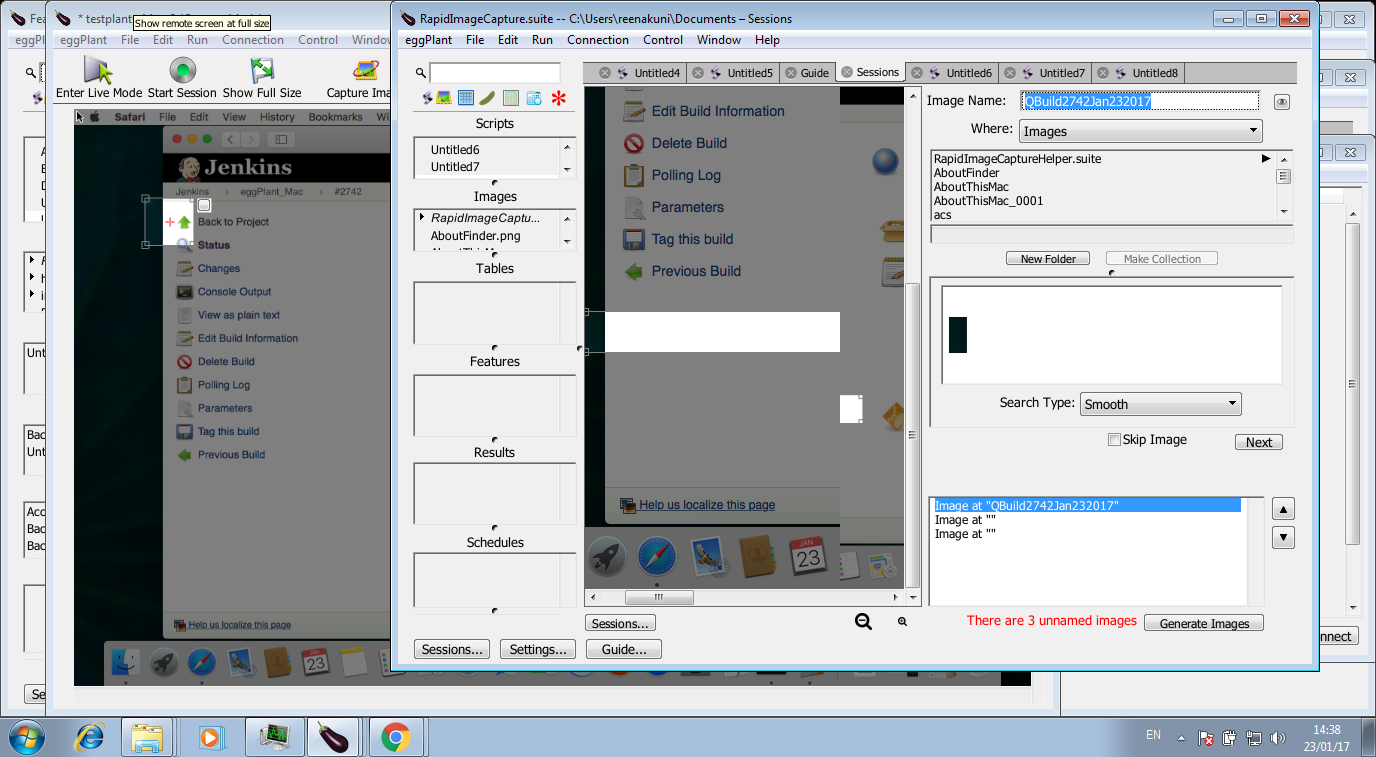 Fea
* testplant
Show remote screen at full size
RapidImageCapture.suite -- C:\Users\reenakuni\Documents – Sessions
eggPlant File Edit Run Connection Control Window
eggPlant File Edit Run Connection Control Window Help
Enter Live Mode Start Session Show Full Size Capture Ima
Safari File Edit View History Bookmarks
Jenkins
Jenkins eggPlant_Mac #2742
Back to Project
Status
Changes
Console Output
View as plain text
Edit Build Information
Delete Build
Polling Log
Parameters
Tag this build
Previous Build
Help us localize this page
JAN
23
Unt
Bac
Unt
Acc
Bac
Bac
Se
Scripts
Untitled6
Untitled7
Images
RapidImageCaptu...
AboutFinder.png
Tables
Features
Results
Schedules
Sessions... Settings... Guide...
Untitled4 Untitled5 Guide Sessions Untitled6 Untitled7 Untitled8
Edit Build Information
Delete Build
Polling Log
Parameters
Tag this build
Previous Build
Help us localize this page
JAN
23
Sessions...
Image Name: QBuild2742Jan232017
Where: Images
RapidImageCaptureHelper.suite
AboutFinder
AboutThisMac
AboutThisMac_0001
acs
New Folder Make Collection
Search Type: Smooth
Skip Image Next
Image at "QBuild2742Jan232017"
Image at ""
Image at ""
There are 3 unnamed images Generate Images
nnect
EN
14:38
23/01/17